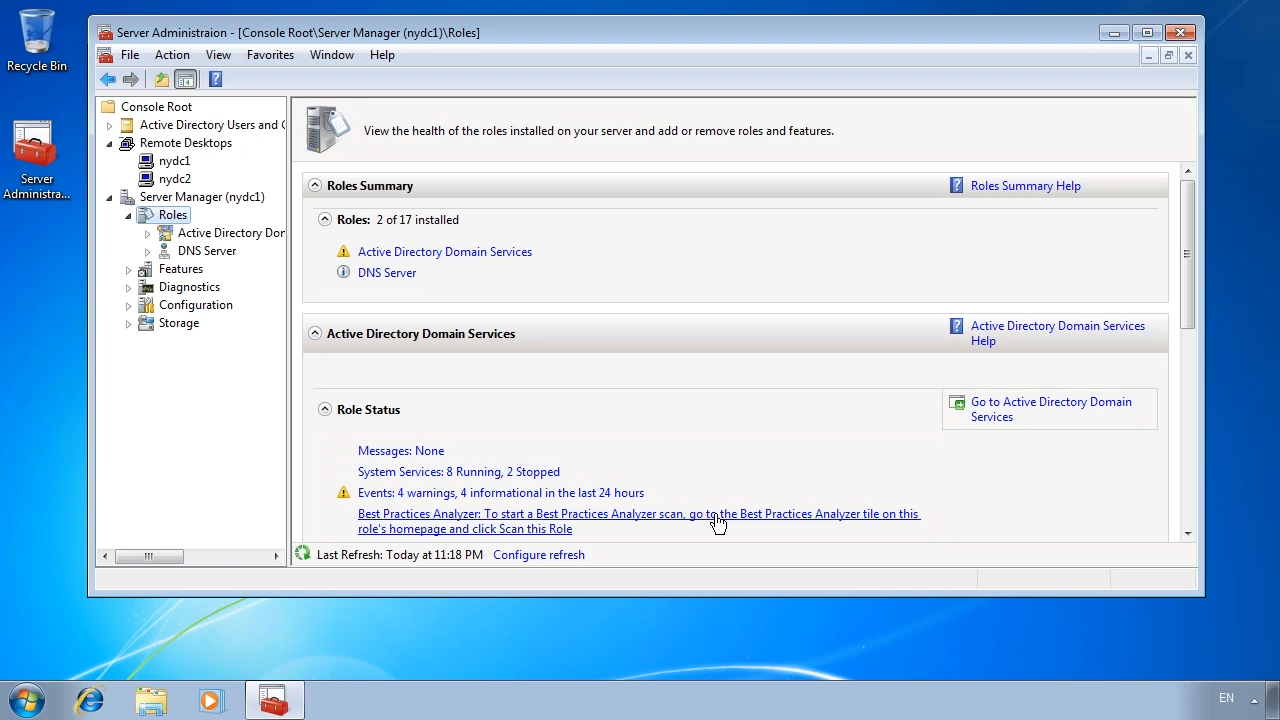 Recycle Bin
Server
Administra...
Server Administraion - [Console Root\Server Manager (nydc1)\Roles]
File Action View Favorites Window Help
Console Root
Active Directory Users and C
Remote Desktops
nydc1
nydc2
Server Manager (nydc1)
Roles
Active Directory Dor
DNS Server
Features
Diagnostics
Configuration
Storage
View the health of the roles installed on your server and add or remove roles and features.
Roles Summary
Roles Summary Help
Roles: 2 of 17 installed
Active Directory Domain Services
DNS Server
Active Directory Domain Services
Active Directory Domain Services
Help
Role Status
Go to Active Directory Domain
Services
Messages: None
System Services: 8 Running, 2 Stopped
Events: 4 warnings, 4 informational in the last 24 hours
Best Practices Analyzer: To start a Best Practices Analyzer scan, go to the Best Practices Analyzer tile on this
role's homepage and click Scan this Role
Last Refresh: Today at 11:18 PM Configure refresh
EN